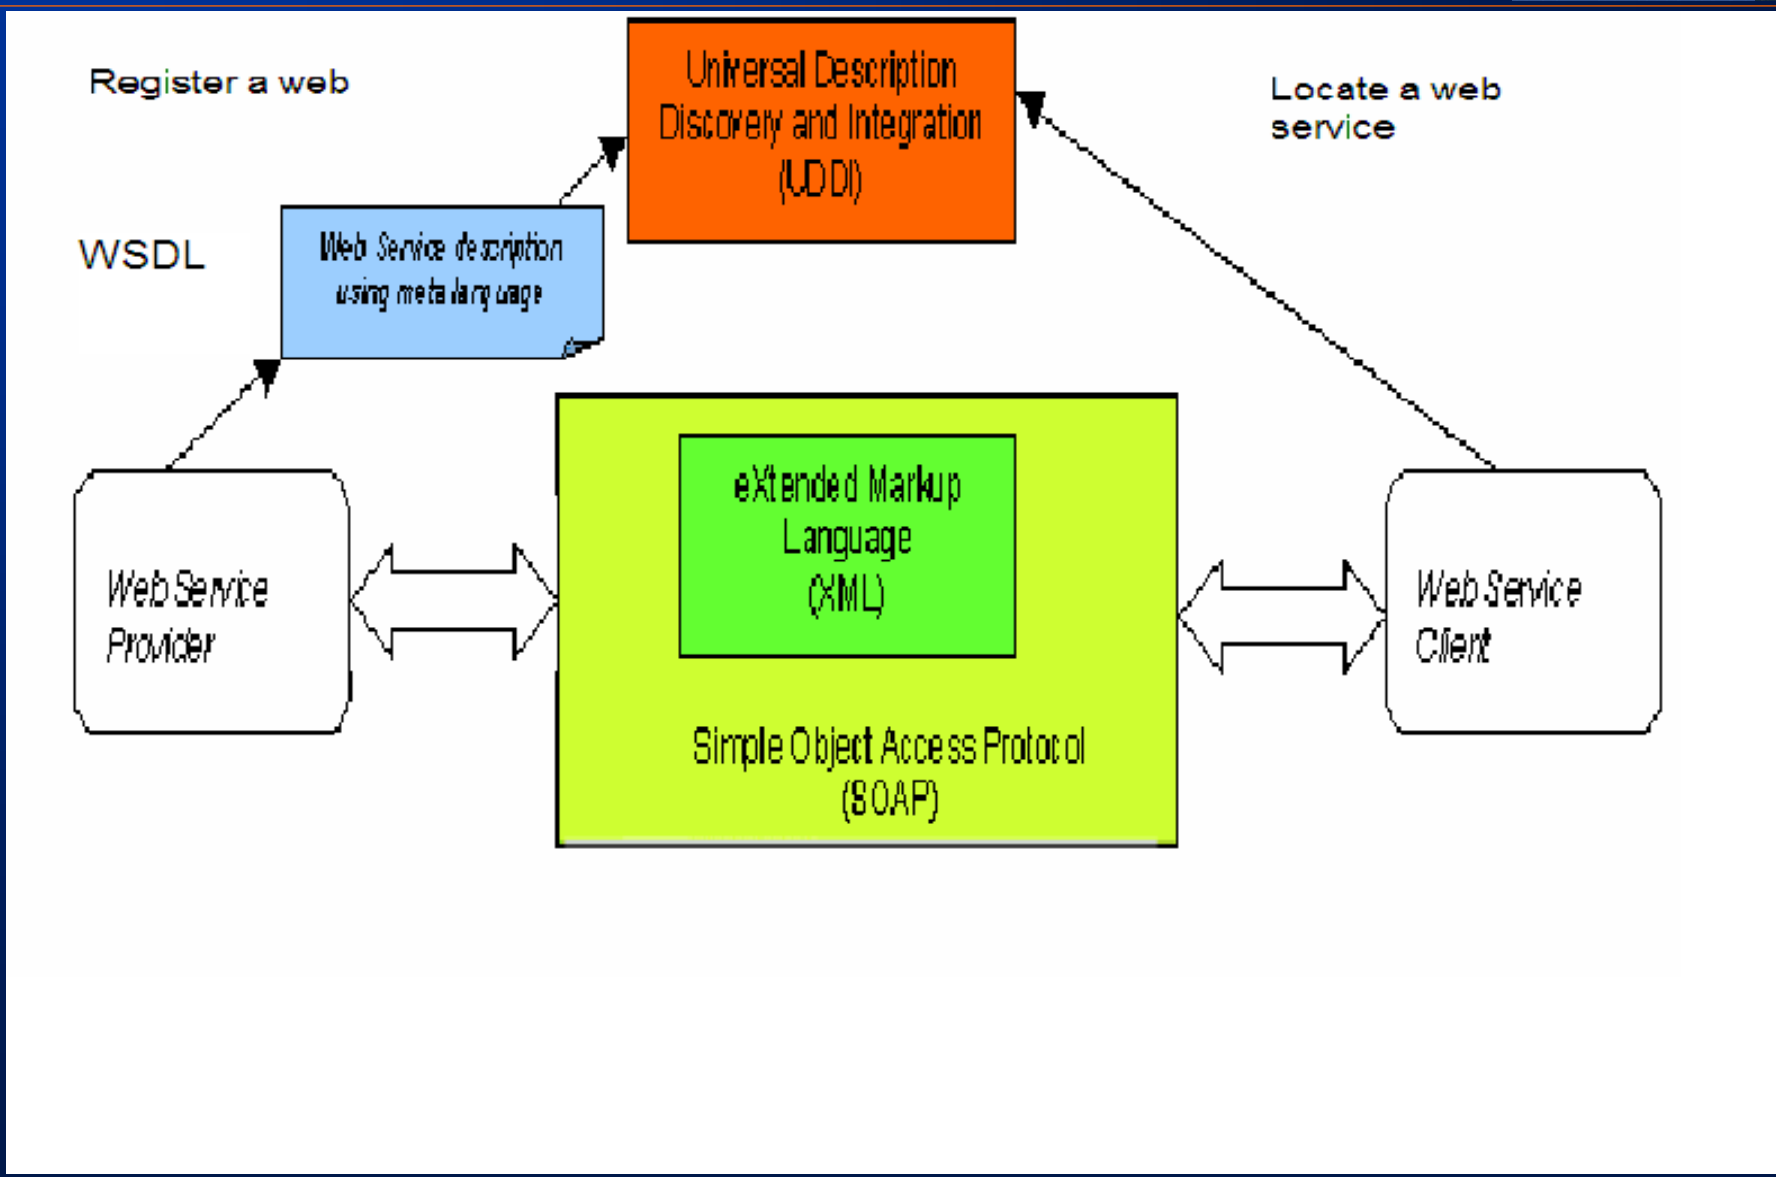 Register a web
Universal Description
Discovery and Integration
(UDDI)
Locate a web
service
WSDL
Web Service description
using meta language
eXtended Markup
Language
(XML)
Web Service
Provider
Web Service
Client
Simple Object Access Protocol
(SOAP)